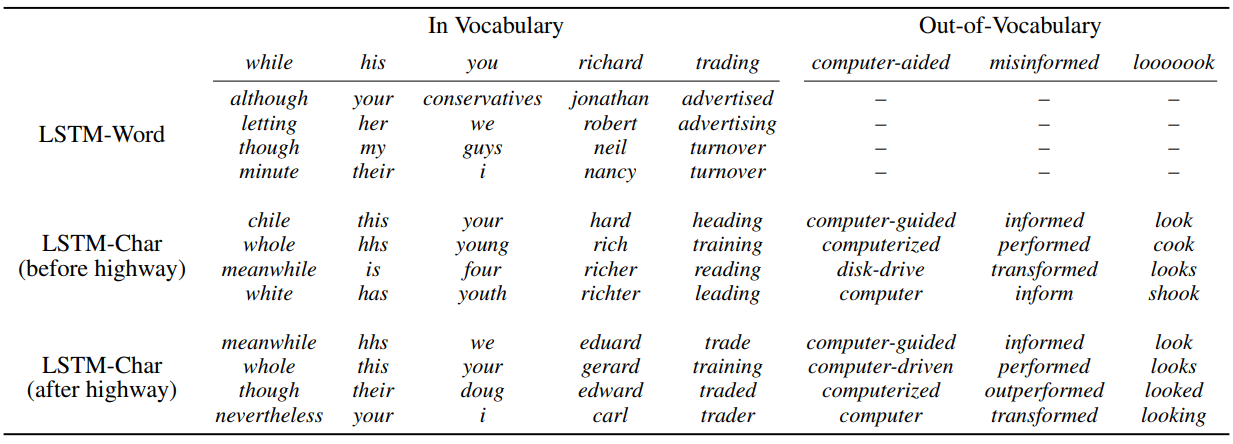 In Vocabulary Out-of-Vocabulary
while his you richard trading computer-aided misinformed looooook
although your conservatives jonathan advertised – – –
letting her we robert advertising – – –
LSTM-Word
though my guys neil turnover – – –
minute their i nancy turnover – – –
chile this your hard heading computer-guided informed look
LSTM-Char whole hhs young rich training computerized performed cook
(before highway) meanwhile is four richer reading disk-drive transformed looks
white has youth richter leading computer inform shook
meanwhile hhs we eduard trade computer-guided informed look
LSTM-Char whole this your gerard training computer-driven performed looks
(after highway) though their doug edward traded computerized outperformed looked
nevertheless your i carl trader computer transformed looking